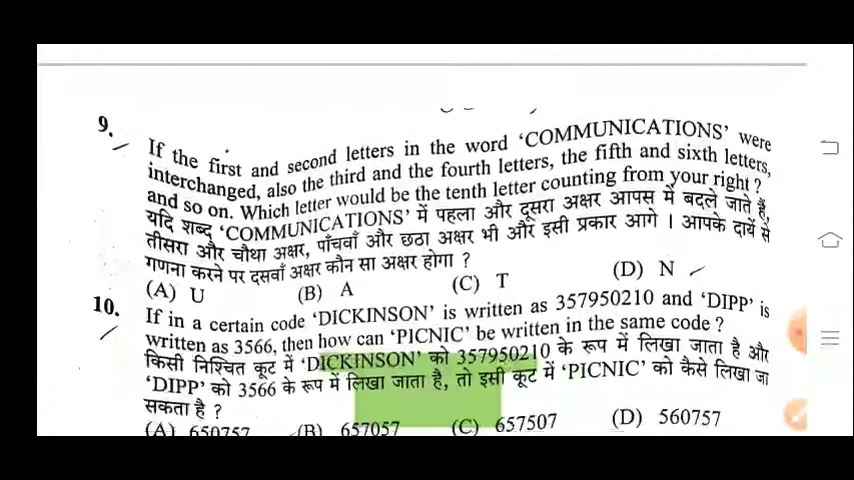 9.
If the first and second letters in the word ‘COMMUNICATIONS’ were
interchanged, also the third and the fourth letters, the fifth and sixth letters,
and so on. Which letter would be the tenth letter counting from your right ?
यदि शब्द ‘COMMUNICATIONS’ में पहला और दूसरा अक्षर आपस में बदले जाते हैं,
तीसरा और चौथा अक्षर, पाँचवाँ और छठा अक्षर भी और इसी प्रकार आगे । आपके दायें से
गणना करने पर दसवाँ अक्षर कौन सा अक्षर होगा ?
(A) U (B) A (C) T (D) N
10.
If in a certain code ‘DICKINSON’ is written as 357950210 and ‘DIPP’ is
written as 3566, then how can ‘PICNIC’ be written in the same code ?
किसी निश्चित कूट में ‘DICKINSON’ को 357950210 के रूप में लिखा जाता है और
‘DIPP’ को 3566 के रूप में लिखा जाता है, तो इसी कूट में ‘PICNIC’ को कैसे लिखा जा
सकता है ?
(A) 650757 (B) 657057 (C) 657507 (D) 560757